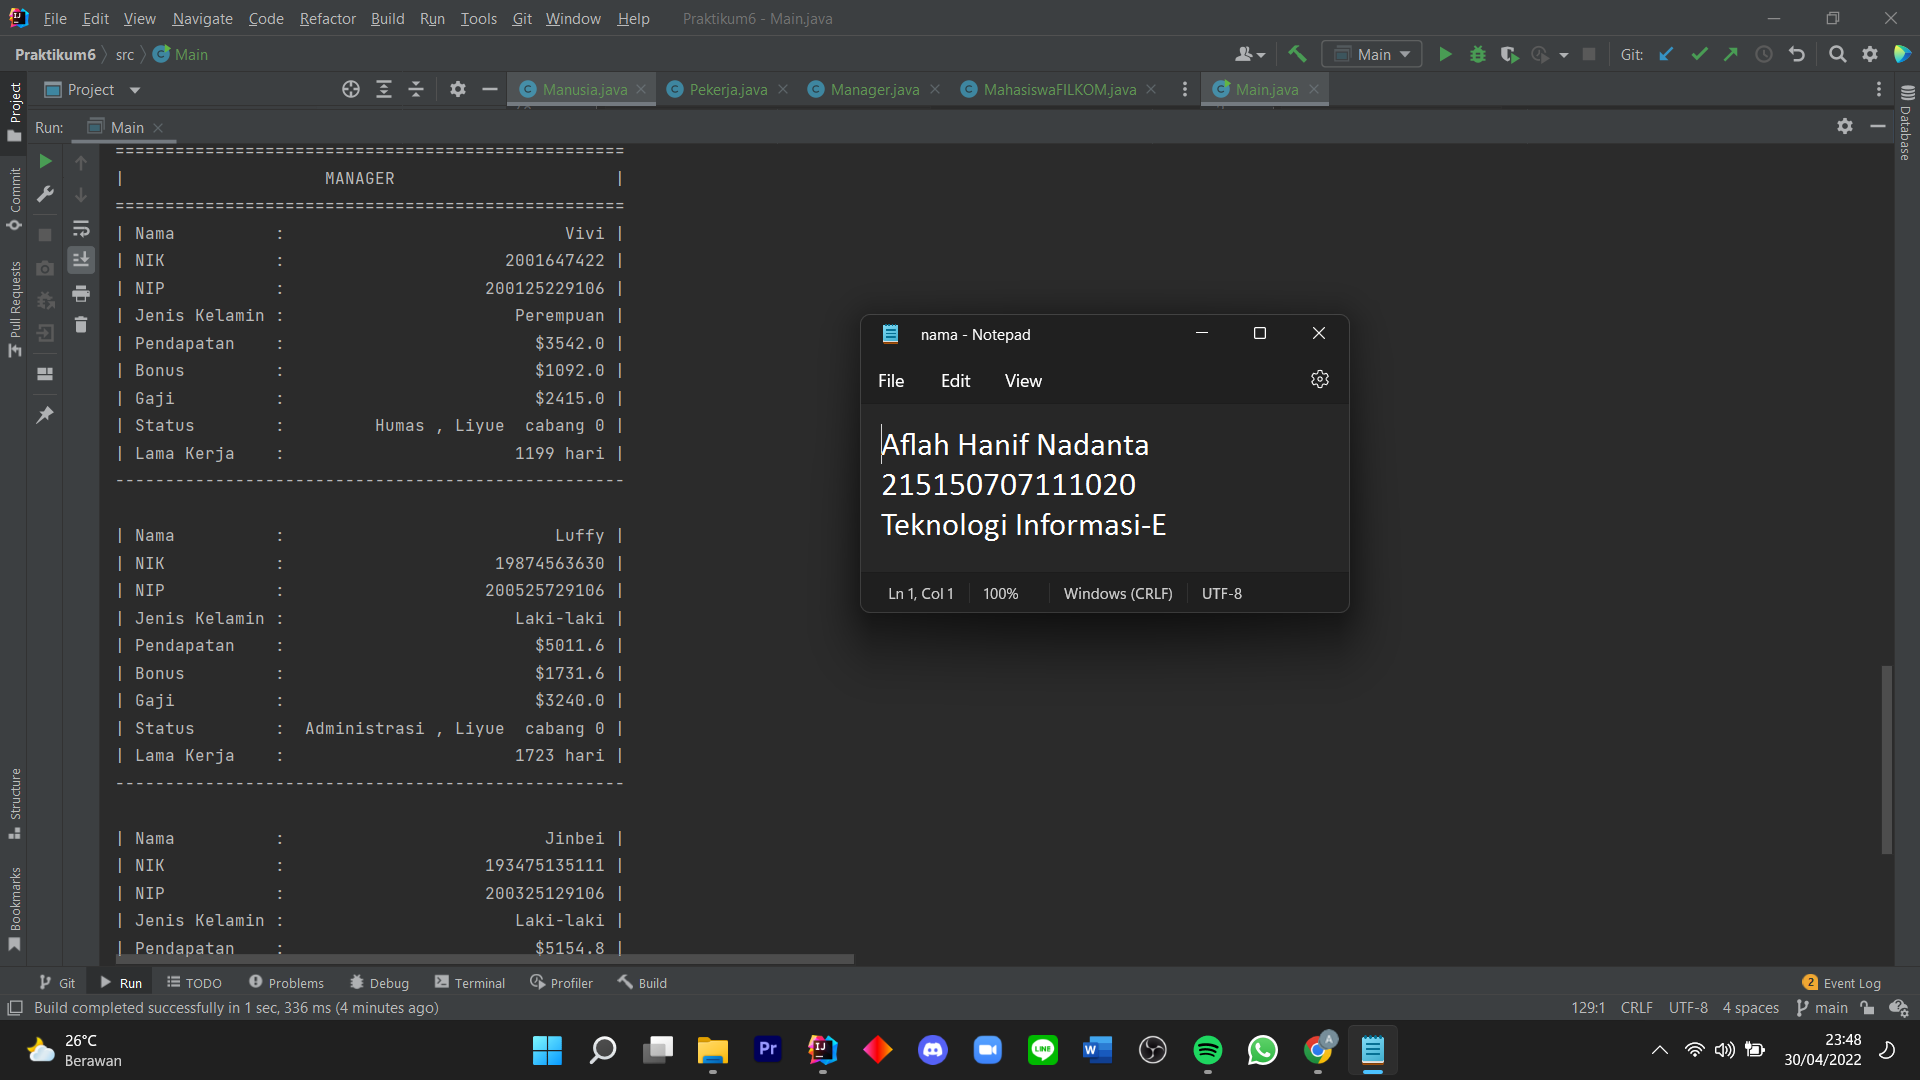 File Edit View Navigate Code Refactor Build Run Tools Git Window Help Praktikum6 - Main.java
Praktikum6 src Main
Main
Git:
Project
Manusia.java Pekerja.java Manager.java MahasiswaFILKOM.java Main.java
Run: Main
==================================================
| MANAGER |
==================================================
| Nama : Vivi |
| NIK : 2001647422 |
| NIP : 200125229106 |
| Jenis Kelamin : Perempuan |
| Pendapatan : $3542.0 |
| Bonus : $1092.0 |
| Gaji : $2415.0 |
| Status : Humas , Liyue cabang 0 |
| Lama Kerja : 1199 hari |
--------------------------------------------------
| Nama : Luffy |
| NIK : 19874563630 |
| NIP : 200525729106 |
| Jenis Kelamin : Laki-laki |
| Pendapatan : $5011.6 |
| Bonus : $1731.6 |
| Gaji : $3240.0 |
| Status : Administrasi , Liyue cabang 0 |
| Lama Kerja : 1723 hari |
--------------------------------------------------
| Nama : Jinbei |
| NIK : 193475135111 |
| NIP : 200325129106 |
| Jenis Kelamin : Laki-laki |
| Pendapatan : $5154.8 |
nama - Notepad
File Edit View
Aflah Hanif Nadanta
215150707111020
Teknologi Informasi-E
Ln 1, Col 1 100% Windows (CRLF) UTF-8
Project
Commit
Pull Requests
Structure
Bookmarks
Database
Git Run TODO Problems Debug Terminal Profiler Build
2 Event Log
Build completed successfully in 1 sec, 336 ms (4 minutes ago)
129:1 CRLF UTF-8 4 spaces main
26°C
Berawan
Pr
IJ
LINE
W
A
23:48
30/04/2022